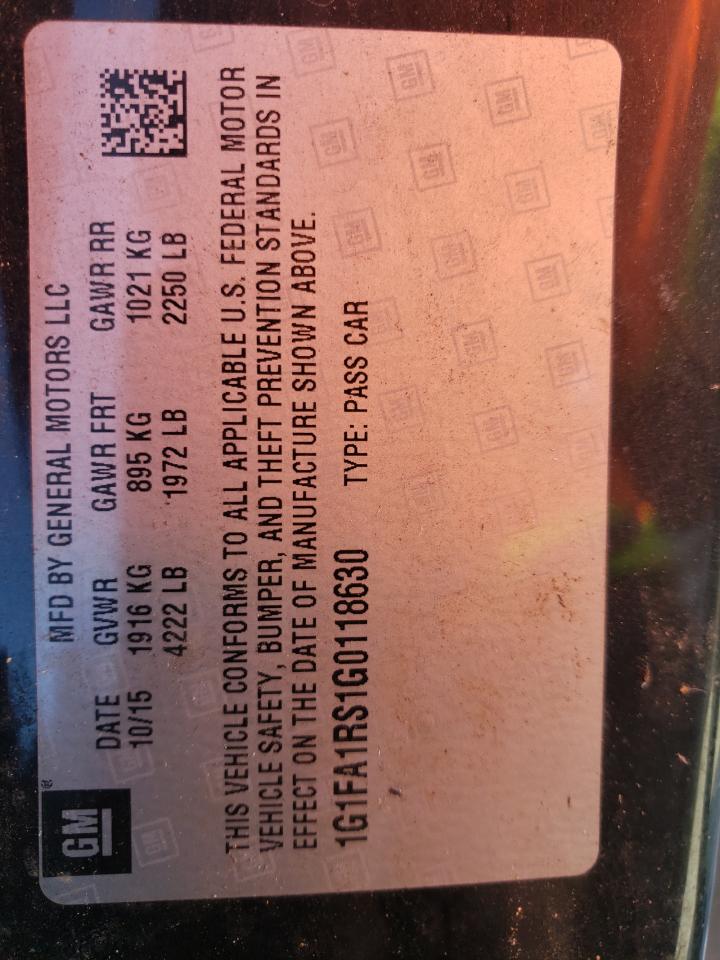 GM®
MFD BY GENERAL MOTORS LLC
DATE GVWR GAWR FRT GAWR RR
10/15 1916 KG 895 KG 1021 KG
4222 LB 1972 LB 2250 LB
THIS VEHICLE CONFORMS TO ALL APPLICABLE U.S. FEDERAL MOTOR
VEHICLE SAFETY, BUMPER, AND THEFT PREVENTION STANDARDS IN
EFFECT ON THE DATE OF MANUFACTURE SHOWN ABOVE.
1G1FA1RS1G0118630 TYPE: PASS CAR